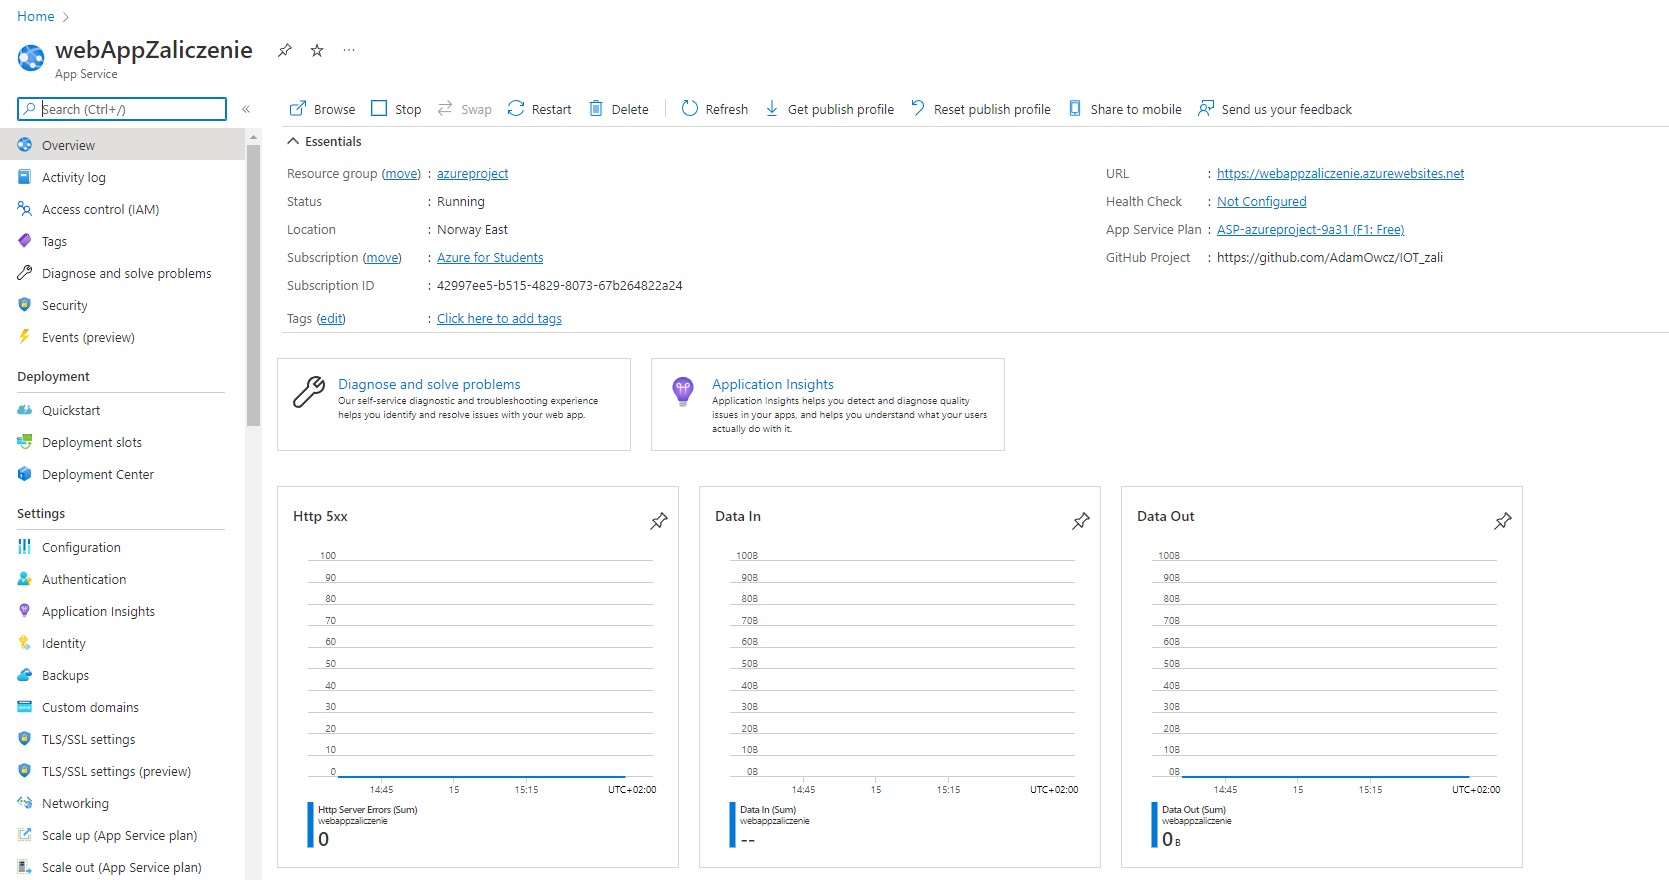 Home >
webAppZaliczenie ...
App Service
Search (Ctrl+/) «
Browse Stop Swap Restart Delete Refresh Get publish profile Reset publish profile Share to mobile Send us your feedback
Overview
Activity log
Access control (IAM)
Tags
Diagnose and solve problems
Security
Events (preview)
Deployment
Quickstart
Deployment slots
Deployment Center
Settings
Configuration
Authentication
Application Insights
Identity
Backups
Custom domains
TLS/SSL settings
TLS/SSL settings (preview)
Networking
Scale up (App Service plan)
Scale out (App Service plan)
Essentials
Resource group (move) : azureproject
Status : Running
Location : Norway East
Subscription (move) : Azure for Students
Subscription ID : 42997ee5-b515-4829-8073-67b264822a24
Tags (edit) : Click here to add tags
URL : https://webappzaliczenie.azurewebsites.net
Health Check : Not Configured
App Service Plan : ASP-azureproject-9a31 (F1: Free)
GitHub Project : https://github.com/AdamOwcz/IOT_zali
Diagnose and solve problems
Our self-service diagnostic and troubleshooting experience
helps you identify and resolve issues with your web app.
Application Insights
Application Insights helps you detect and diagnose quality
issues in your apps, and helps you understand what your users
actually do with it.
Http 5xx
100
90
80
70
60
50
40
30
20
10
0
14:45 15 15:15 UTC+02:00
Http Server Errors (Sum)
webappzaliczenie
0
Data In
100B
90B
80B
70B
60B
50B
40B
30B
20B
10B
0B
14:45 15 15:15 UTC+02:00
Data In (Sum)
webappzaliczenie
--
Data Out
100B
90B
80B
70B
60B
50B
40B
30B
20B
10B
0B
14:45 15 15:15 UTC+02:00
Data Out (Sum)
webappzaliczenie
0 B